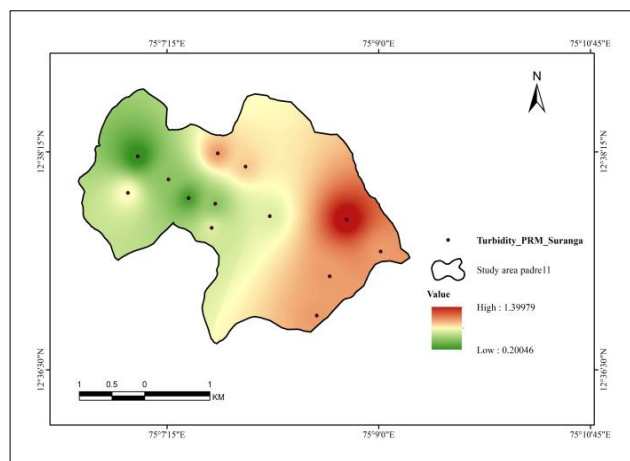 75°7'15"E 75°9'0"E 75°10'45"E
N
12°38'15"N 12°38'15"N
Turbidity_PRM_Suranga
Study area padre11
Value
High : 1.39979
Low : 0.20046
12°36'30"N 12°36'30"N
1 0.5 0 1
KM
75°7'15"E 75°9'0"E 75°10'45"E